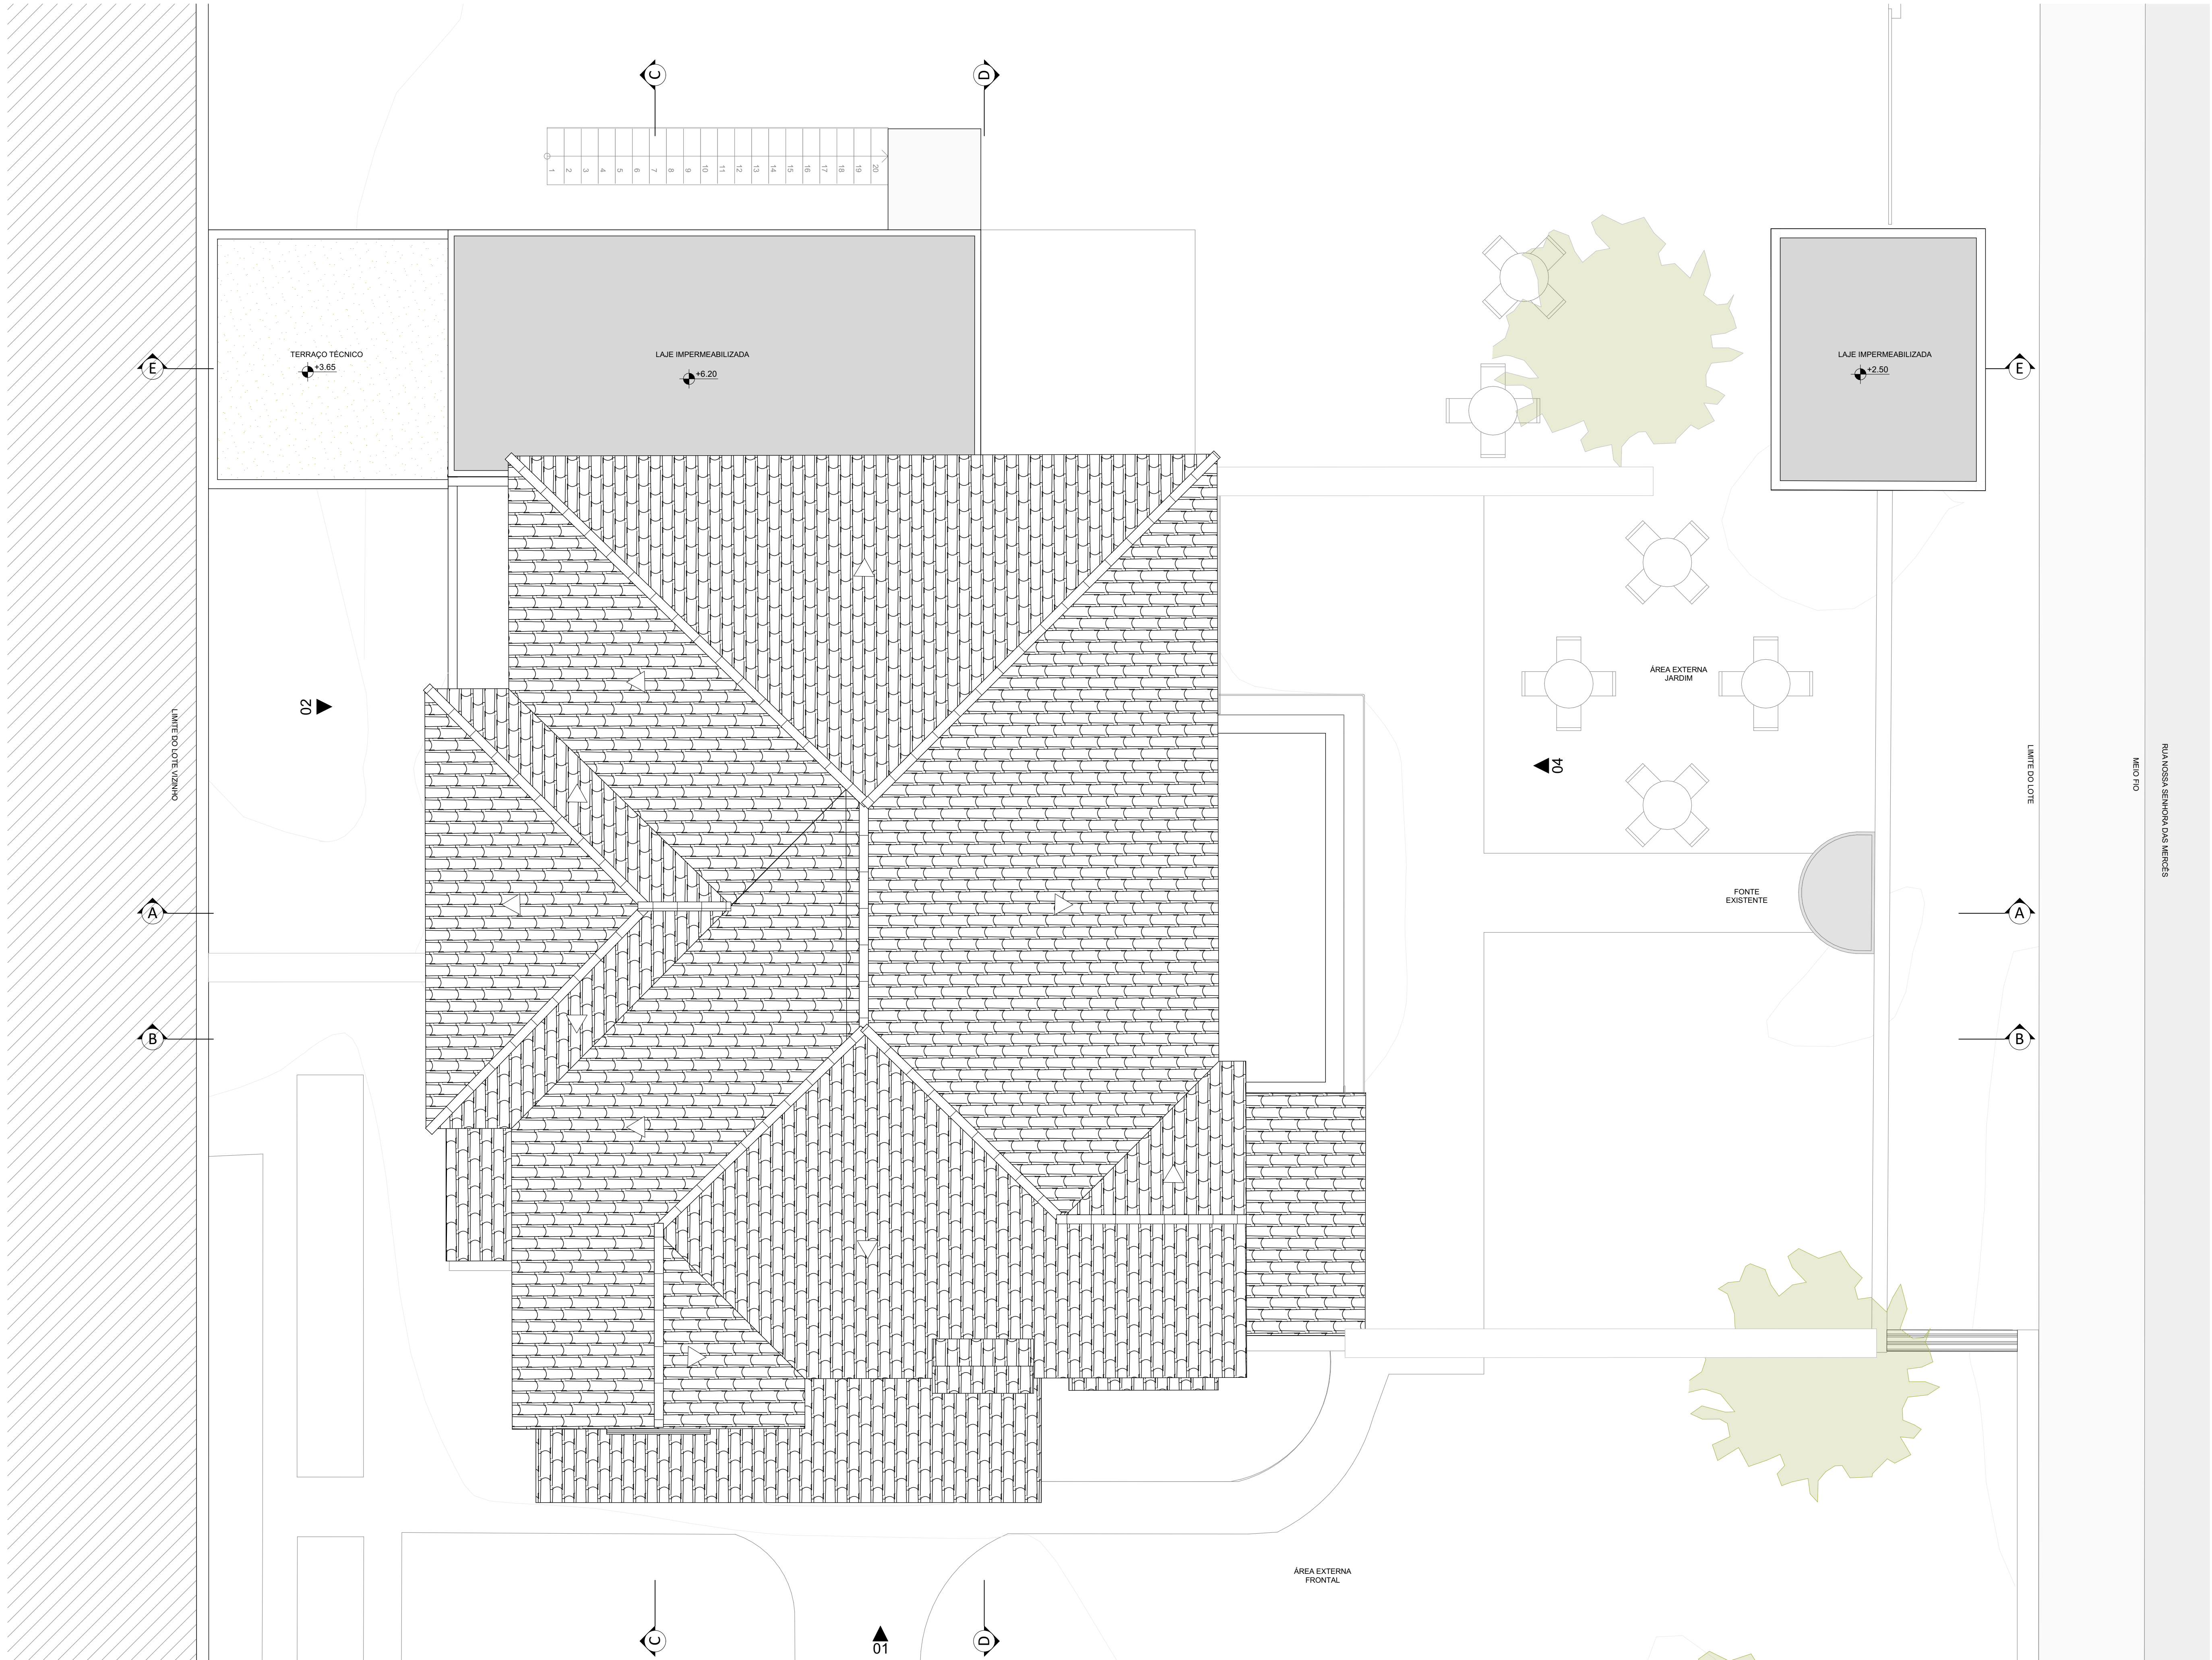 C
D
1
2
3
4
5
6
7
8
9
10
11
12
13
14
15
16
17
18
19
20
TERRAÇO TÉCNICO
+3.65
LAJE IMPERMEABILIZADA
+6.20
LAJE IMPERMEABILIZADA
+2.50
E
E
02
LIMITE DO LOTE VIZINHO
ÁREA EXTERNA
JARDIM
04
LIMITE DO LOTE
MEIO FIO
RUA NOSSA SENHORA DAS MERCÊS
FONTE
EXISTENTE
A
A
B
B
ÁREA EXTERNA
FRONTAL
C
01
D